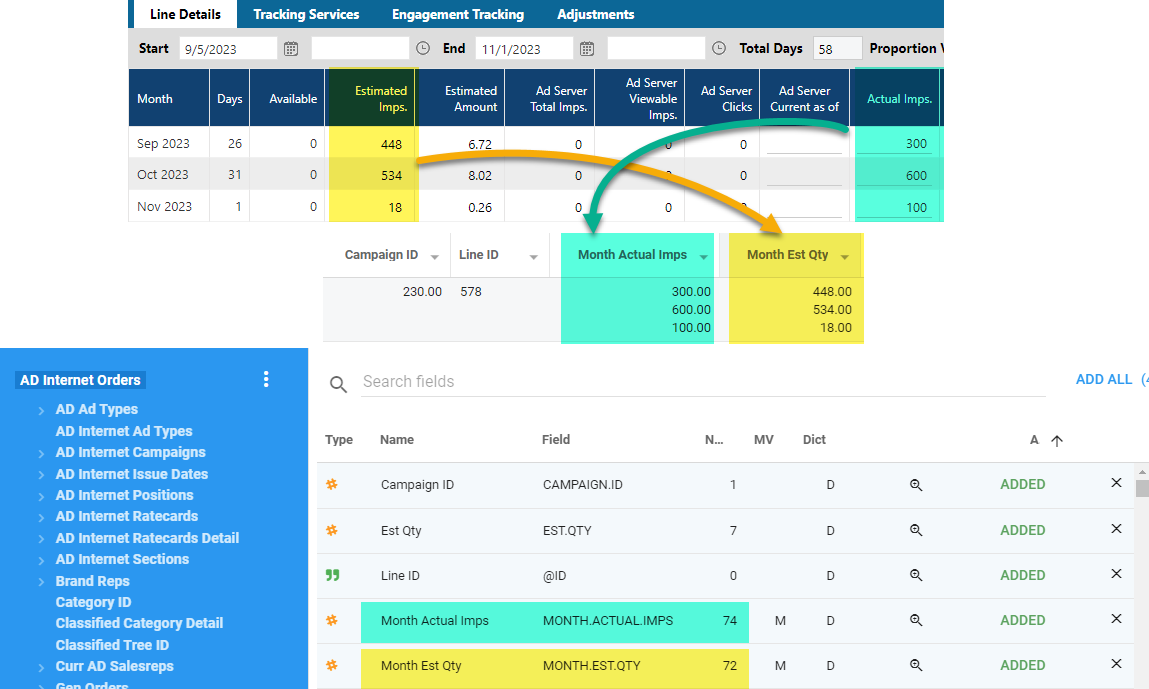 Line Details Tracking Services Engagement Tracking Adjustments
Start 9/5/2023 End 11/1/2023 Total Days 58 Proportion
Month Days Available Estimated Imps. Estimated Amount Ad Server Total Imps. Ad Server Viewable Imps. Ad Server Clicks Ad Server Current as of Actual Imps.
Sep 2023 26 0 448 6.72 0 0 0 300
Oct 2023 31 0 534 8.02 0 0 0 600
Nov 2023 1 0 18 0.26 0 0 0 100
Campaign ID Line ID Month Actual Imps Month Est Qty
230.00 578 300.00 448.00
600.00 534.00
100.00 18.00
AD Internet Orders
AD Ad Types
AD Internet Ad Types
AD Internet Campaigns
AD Internet Issue Dates
AD Internet Positions
AD Internet Ratecards
AD Internet Ratecards Detail
AD Internet Sections
Brand Reps
Category ID
Classified Category Detail
Classified Tree ID
Curr AD Salesreps
Gen Orders
Search fields ADD ALL
Type Name Field N... MV Dict A
Campaign ID CAMPAIGN.ID 1 D ADDED
Est Qty EST.QTY 7 D ADDED
Line ID @ID 0 D ADDED
Month Actual Imps MONTH.ACTUAL.IMPS 74 M D ADDED
Month Est Qty MONTH.EST.QTY 72 M D ADDED